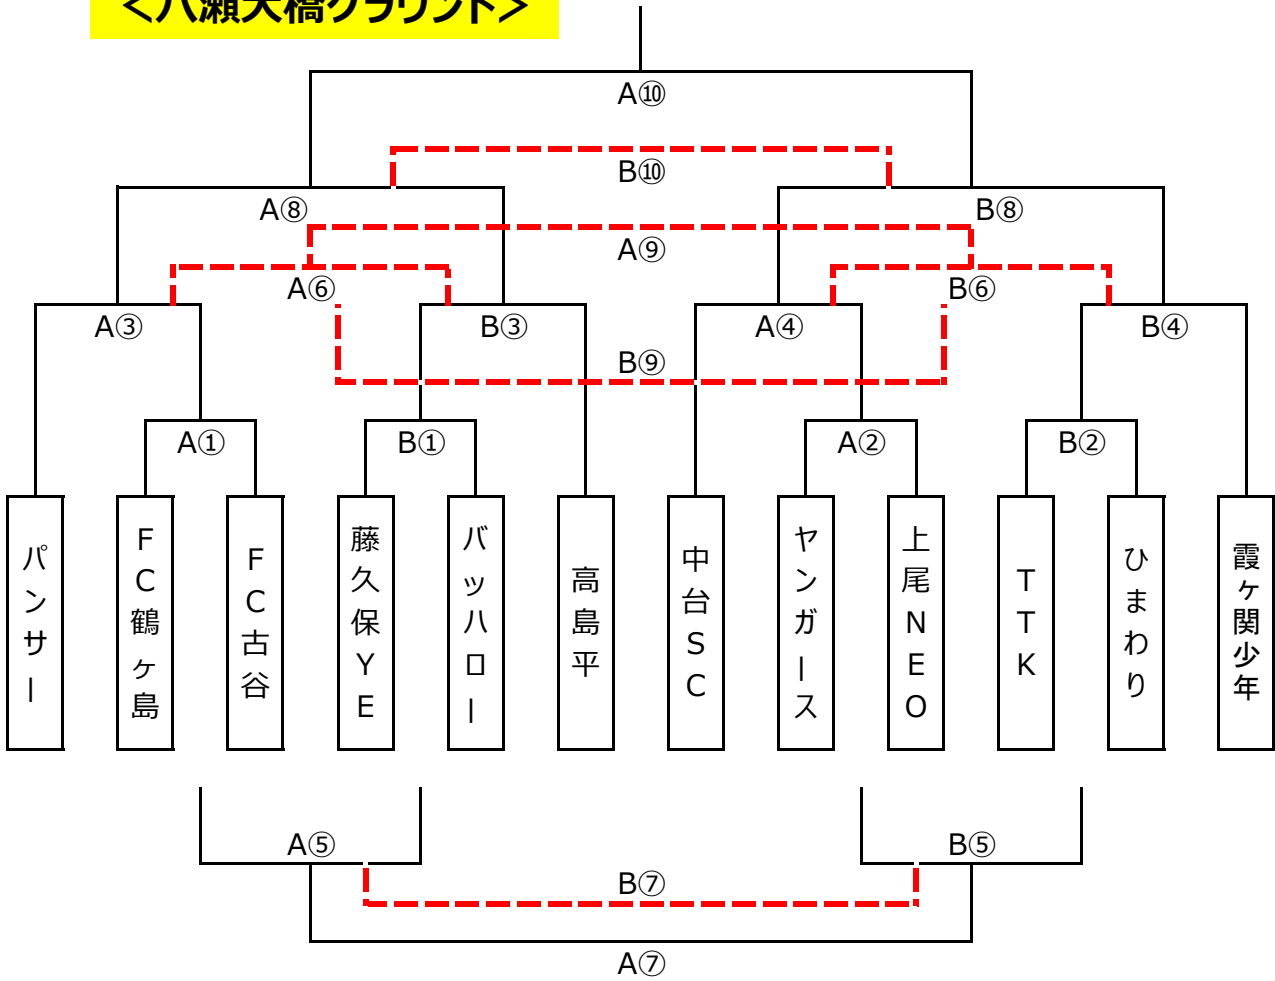 <八瀬大橋グラウンド>
A⑩
B⑩
A⑧
B⑧
A⑨
A⑥
B⑥
A③
B③
A④
B④
B⑨
A①
B①
A②
B②
パンサー
FC鶴ヶ島
FC古谷
藤久保YE
バッハロー
高島平
中台SC
ヤンガース
上尾NEO
TTK
ひまわり
霞ヶ関少年
A⑤
B⑤
B⑦
A⑦